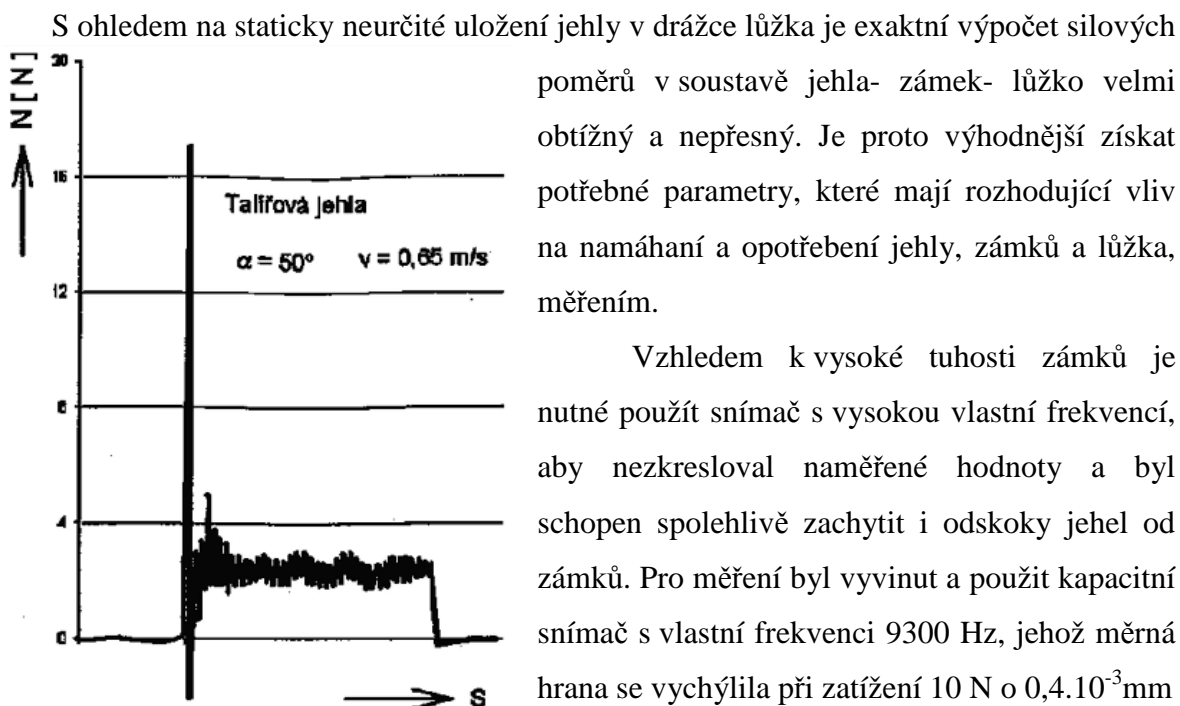 S ohledem na staticky neurčité uložení jehly v drážce lůžka je exaktní výpočet silových
poměrů v soustavě jehla- zámek- lůžko velmi
obtížný a nepřesný. Je proto výhodnější získat
potřebné parametry, které mají rozhodující vliv
na namáhaní a opotřebení jehly, zámků a lůžka,
měřením.
Vzhledem k vysoké tuhosti zámků je
nutné použít snímač s vysokou vlastní frekvencí,
aby nezkresloval naměřené hodnoty a byl
schopen spolehlivě zachytit i odskoky jehel od
zámků. Pro měření byl vyvinut a použit kapacitní
snímač s vlastní frekvenci 9300 Hz, jehož měrná
hrana se vychýlila při zatížení 10 N o 0,4.10⁻³mm
N [N]
20
16
Talířová jehla
α = 50° v = 0,65 m/s
12
4
0
S